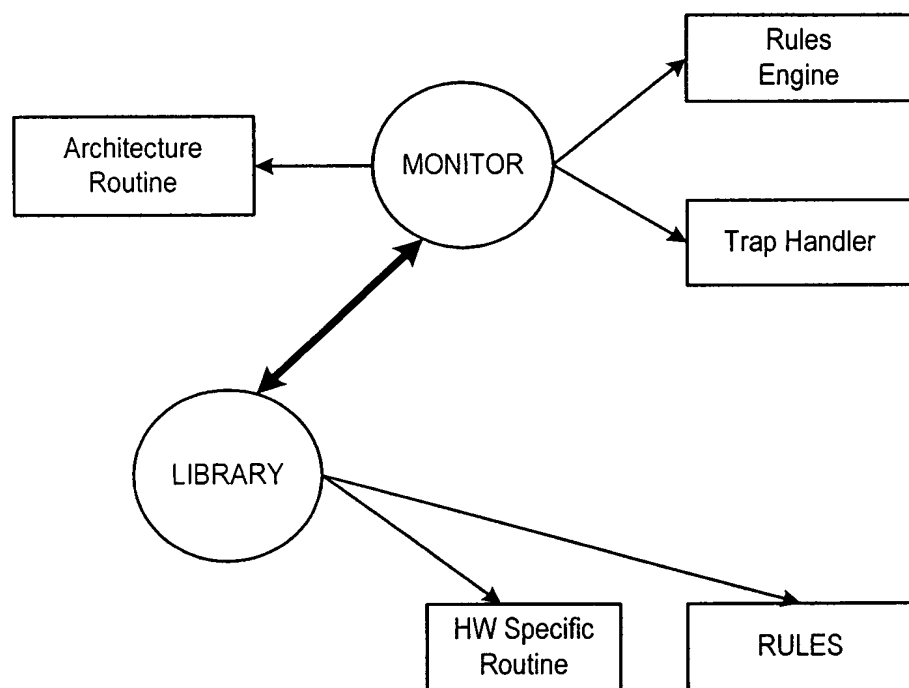 Rules
Engine
Architecture
Routine
MONITOR
Trap Handler
LIBRARY
HW Specific
Routine
RULES